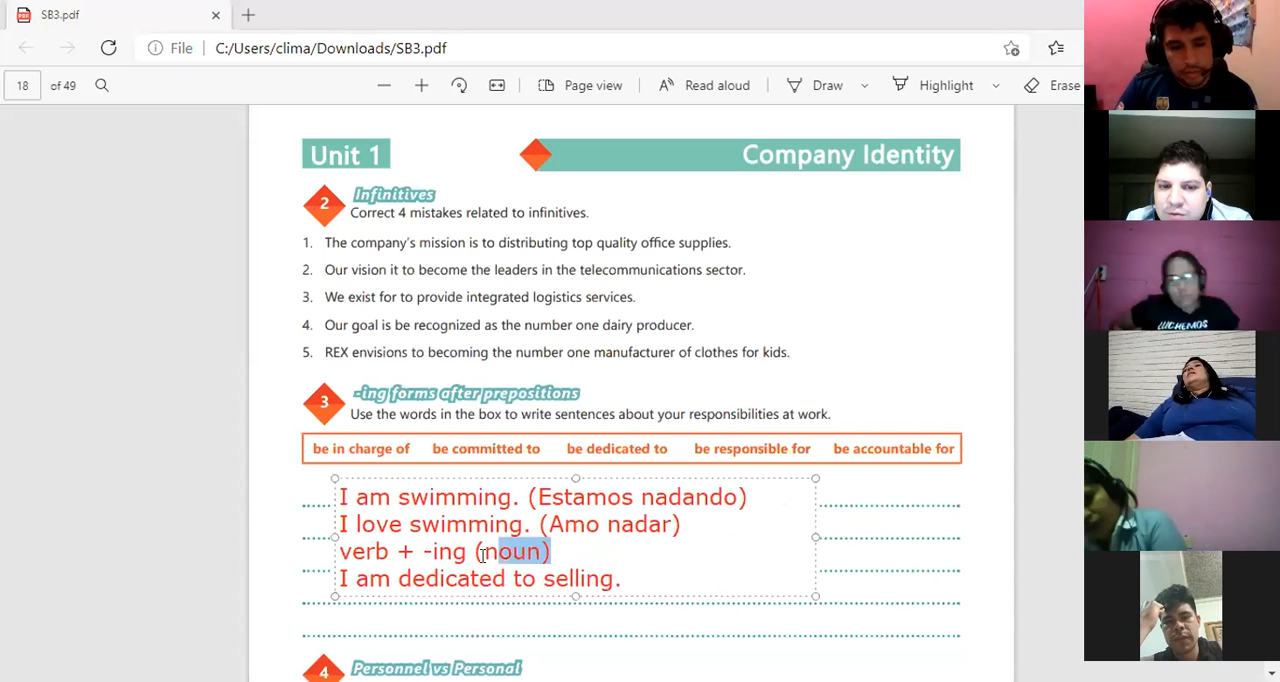 SB3.pdf
File C:/Users/clima/Downloads/SB3.pdf
18 of 49 Page view Read aloud Draw Highlight Erase
Unit 1 Company Identity
2 Infinitives
Correct 4 mistakes related to infinitives.
1. The company's mission is to distributing top quality office supplies.
2. Our vision it to become the leaders in the telecommunications sector.
3. We exist for to provide integrated logistics services.
4. Our goal is be recognized as the number one dairy producer.
5. REX envisions to becoming the number one manufacturer of clothes for kids.
3 -ing forms after prepositions
Use the words in the box to write sentences about your responsibilities at work.
be in charge of be committed to be dedicated to be responsible for be accountable for
I am swimming. (Estamos nadando)
I love swimming. (Amo nadar)
verb + -ing (noun)
I am dedicated to selling.
4 Personnel vs Personal
LUCHEMOS